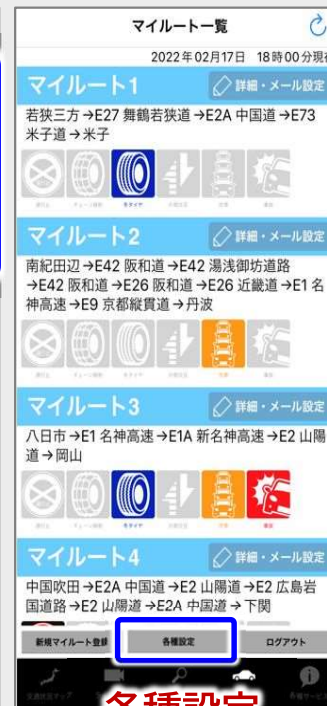 マイルート一覧
2022年02月17日 18時00分現在
マイルート1
詳細・メール設定
若狭三方→E27 舞鶴若狭道→E2A 中国道→E73
米子道→米子
冬タイヤ
マイルート2
詳細・メール設定
南紀田辺→E42 阪和道→E42 湯浅御坊道路
→E42 阪和道→E26 阪和道→E26 近畿道→E1 名
神高速→E9 京都縦貫道→丹波
マイルート3
詳細・メール設定
八日市→E1 名神高速→E1A 新名神高速→E2 山陽
道→岡山
冬タイヤ
マイルート4
詳細・メール設定
中国吹田→E2A 中国道→E2 山陽道→E2 広島岩
国道路→E2 山陽道→E2A 中国道→下関
新規マイルート登録
各種設定
ログアウト
各種設定